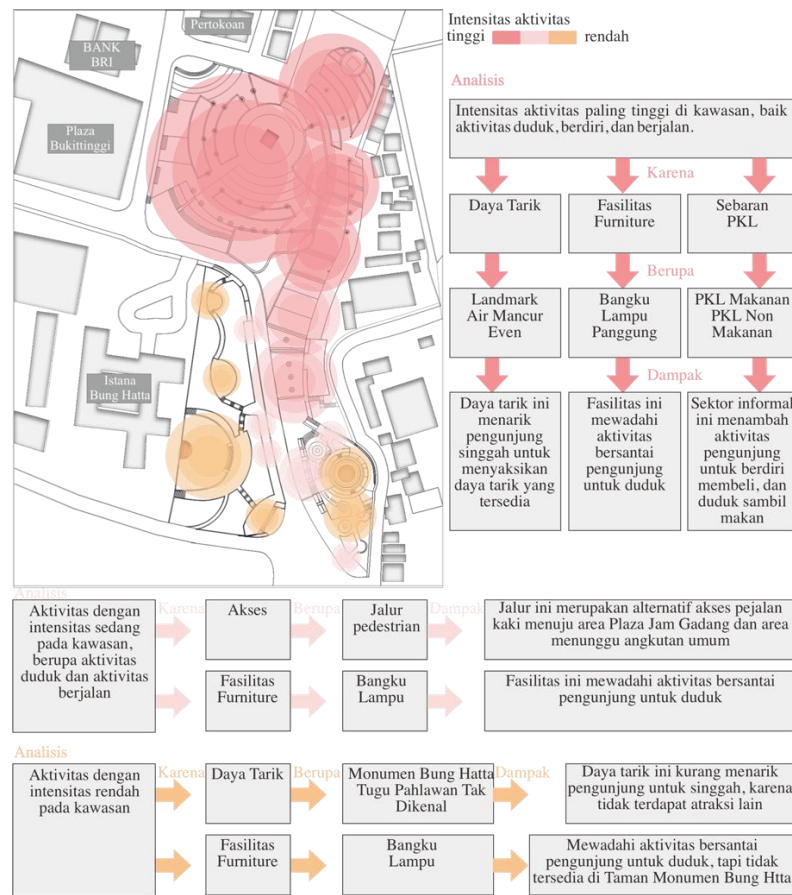 Pertokoan
BANK
BRI
Plaza
Bukittinggi
Istana
Bung Hatta
Intensitas aktivitas
tinggi rendah
Analisis
Intensitas aktivitas paling tinggi di kawasan, baik
aktivitas duduk, berdiri, dan berjalan.
Karena
Daya Tarik
Fasilitas
Furniture
Sebaran
PKL
Berupa
Landmark
Air Mancur
Even
Bangku
Lampu
Panggung
PKL Makanan
PKL Non
Makanan
Dampak
Daya tarik ini
menarik
pengunjung
singgah untuk
menyaksikan
daya tarik yang
tersedia
Fasilitas ini
mewadahi
aktivitas
bersantai
pengunjung
untuk duduk
Sektor informal
ini menambah
aktivitas
pengunjung
untuk berdiri
membeli, dan
duduk sambil
makan
Analisis
Aktivitas dengan
intensitas sedang
pada kawasan,
berupa aktivitas
duduk dan aktivitas
berjalan
Karena
Akses
Berupa
Jalur
pedestrian
Dampak
Jalur ini merupakan alternatif akses pejalan
kaki menuju area Plaza Jam Gadang dan area
menunggu angkutan umum
Fasilitas
Furniture
Bangku
Lampu
Fasilitas ini mewadahi aktivitas bersantai
pengunjung untuk duduk
Analisis
Aktivitas dengan
intensitas rendah
pada kawasan
Karena
Daya Tarik
Berupa
Monumen Bung Hatta
Tugu Pahlawan Tak
Dikenal
Dampak
Daya tarik ini kurang menarik
pengunjung untuk singgah, karena
tidak terdapat atraksi lain
Fasilitas
Furniture
Bangku
Lampu
Mewadahi aktivitas bersantai
pengunjung untuk duduk, tapi tidak
tersedia di Taman Monumen Bung Htta